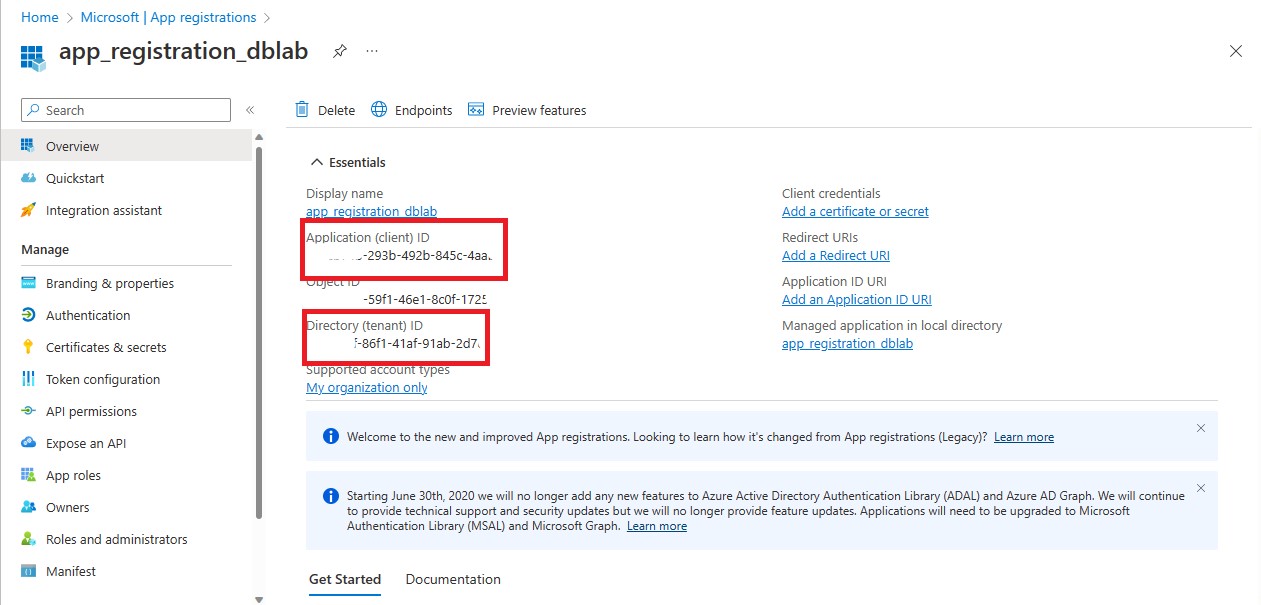 Home > Microsoft | App registrations >
app_registration_dblab
Search
Overview
Quickstart
Integration assistant
Manage
Branding & properties
Authentication
Certificates & secrets
Token configuration
API permissions
Expose an API
App roles
Owners
Roles and administrators
Manifest
Delete Endpoints Preview features
Essentials
Display name
app_registration_dblab
Application (client) ID
-293b-492b-845c-4aa
Object ID
-59f1-46e1-8c0f-1725
Directory (tenant) ID
-86f1-41af-91ab-2d7
Supported account types
My organization only
Client credentials
Add a certificate or secret
Redirect URIs
Add a Redirect URI
Application ID URI
Add an Application ID URI
Managed application in local directory
app_registration_dblab
Welcome to the new and improved App registrations. Looking to learn how it's changed from App registrations (Legacy)? Learn more
Starting June 30th, 2020 we will no longer add any new features to Azure Active Directory Authentication Library (ADAL) and Azure AD Graph. We will continue
to provide technical support and security updates but we will no longer provide feature updates. Applications will need to be upgraded to Microsoft
Authentication Library (MSAL) and Microsoft Graph. Learn more
Get Started Documentation